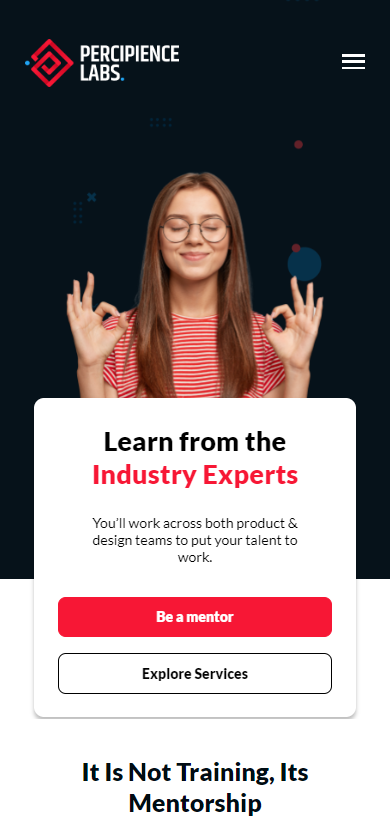 PERCIPIENCE
LABS.
Learn from the
Industry Experts
You'll work across both product &
design teams to put your talent to
work.
Be a mentor
Explore Services
It Is Not Training, Its
Mentorship